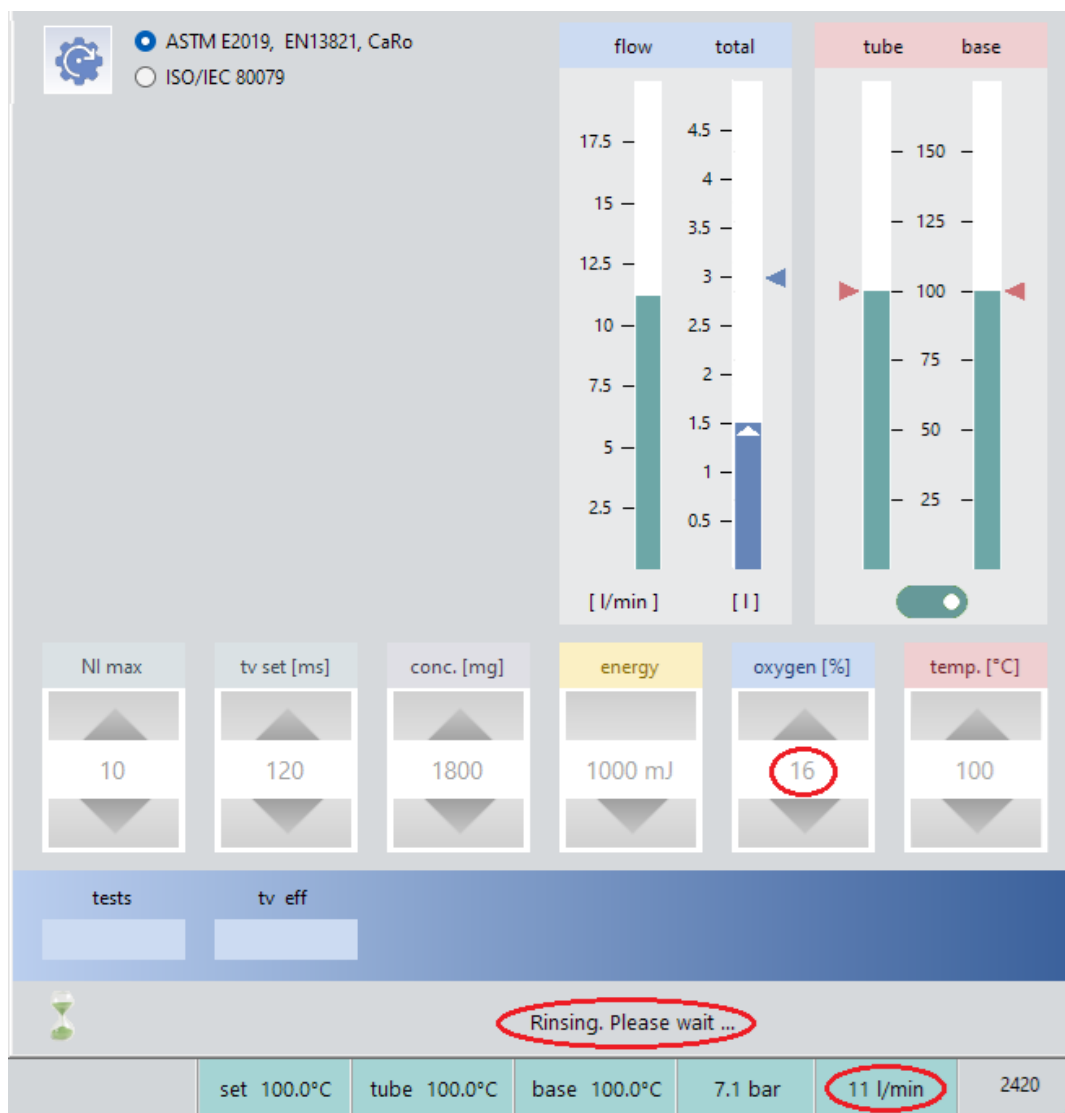 ASTM E2019, EN13821, CaRo
ISO/IEC 80079
flow total
tube base
17.5
15
12.5
10
7.5
5
2.5
4.5
4
3.5
3
2.5
2
1.5
1
0.5
150
125
100
75
50
25
[ l/min ] [ l ]
NI max tv set [ms] conc. [mg] energy oxygen [%] temp. [°C]
10 120 1800 1000 mJ 16 100
tests tv eff
Rinsing. Please wait ...
set 100.0°C tube 100.0°C base 100.0°C 7.1 bar 11 l/min 2420